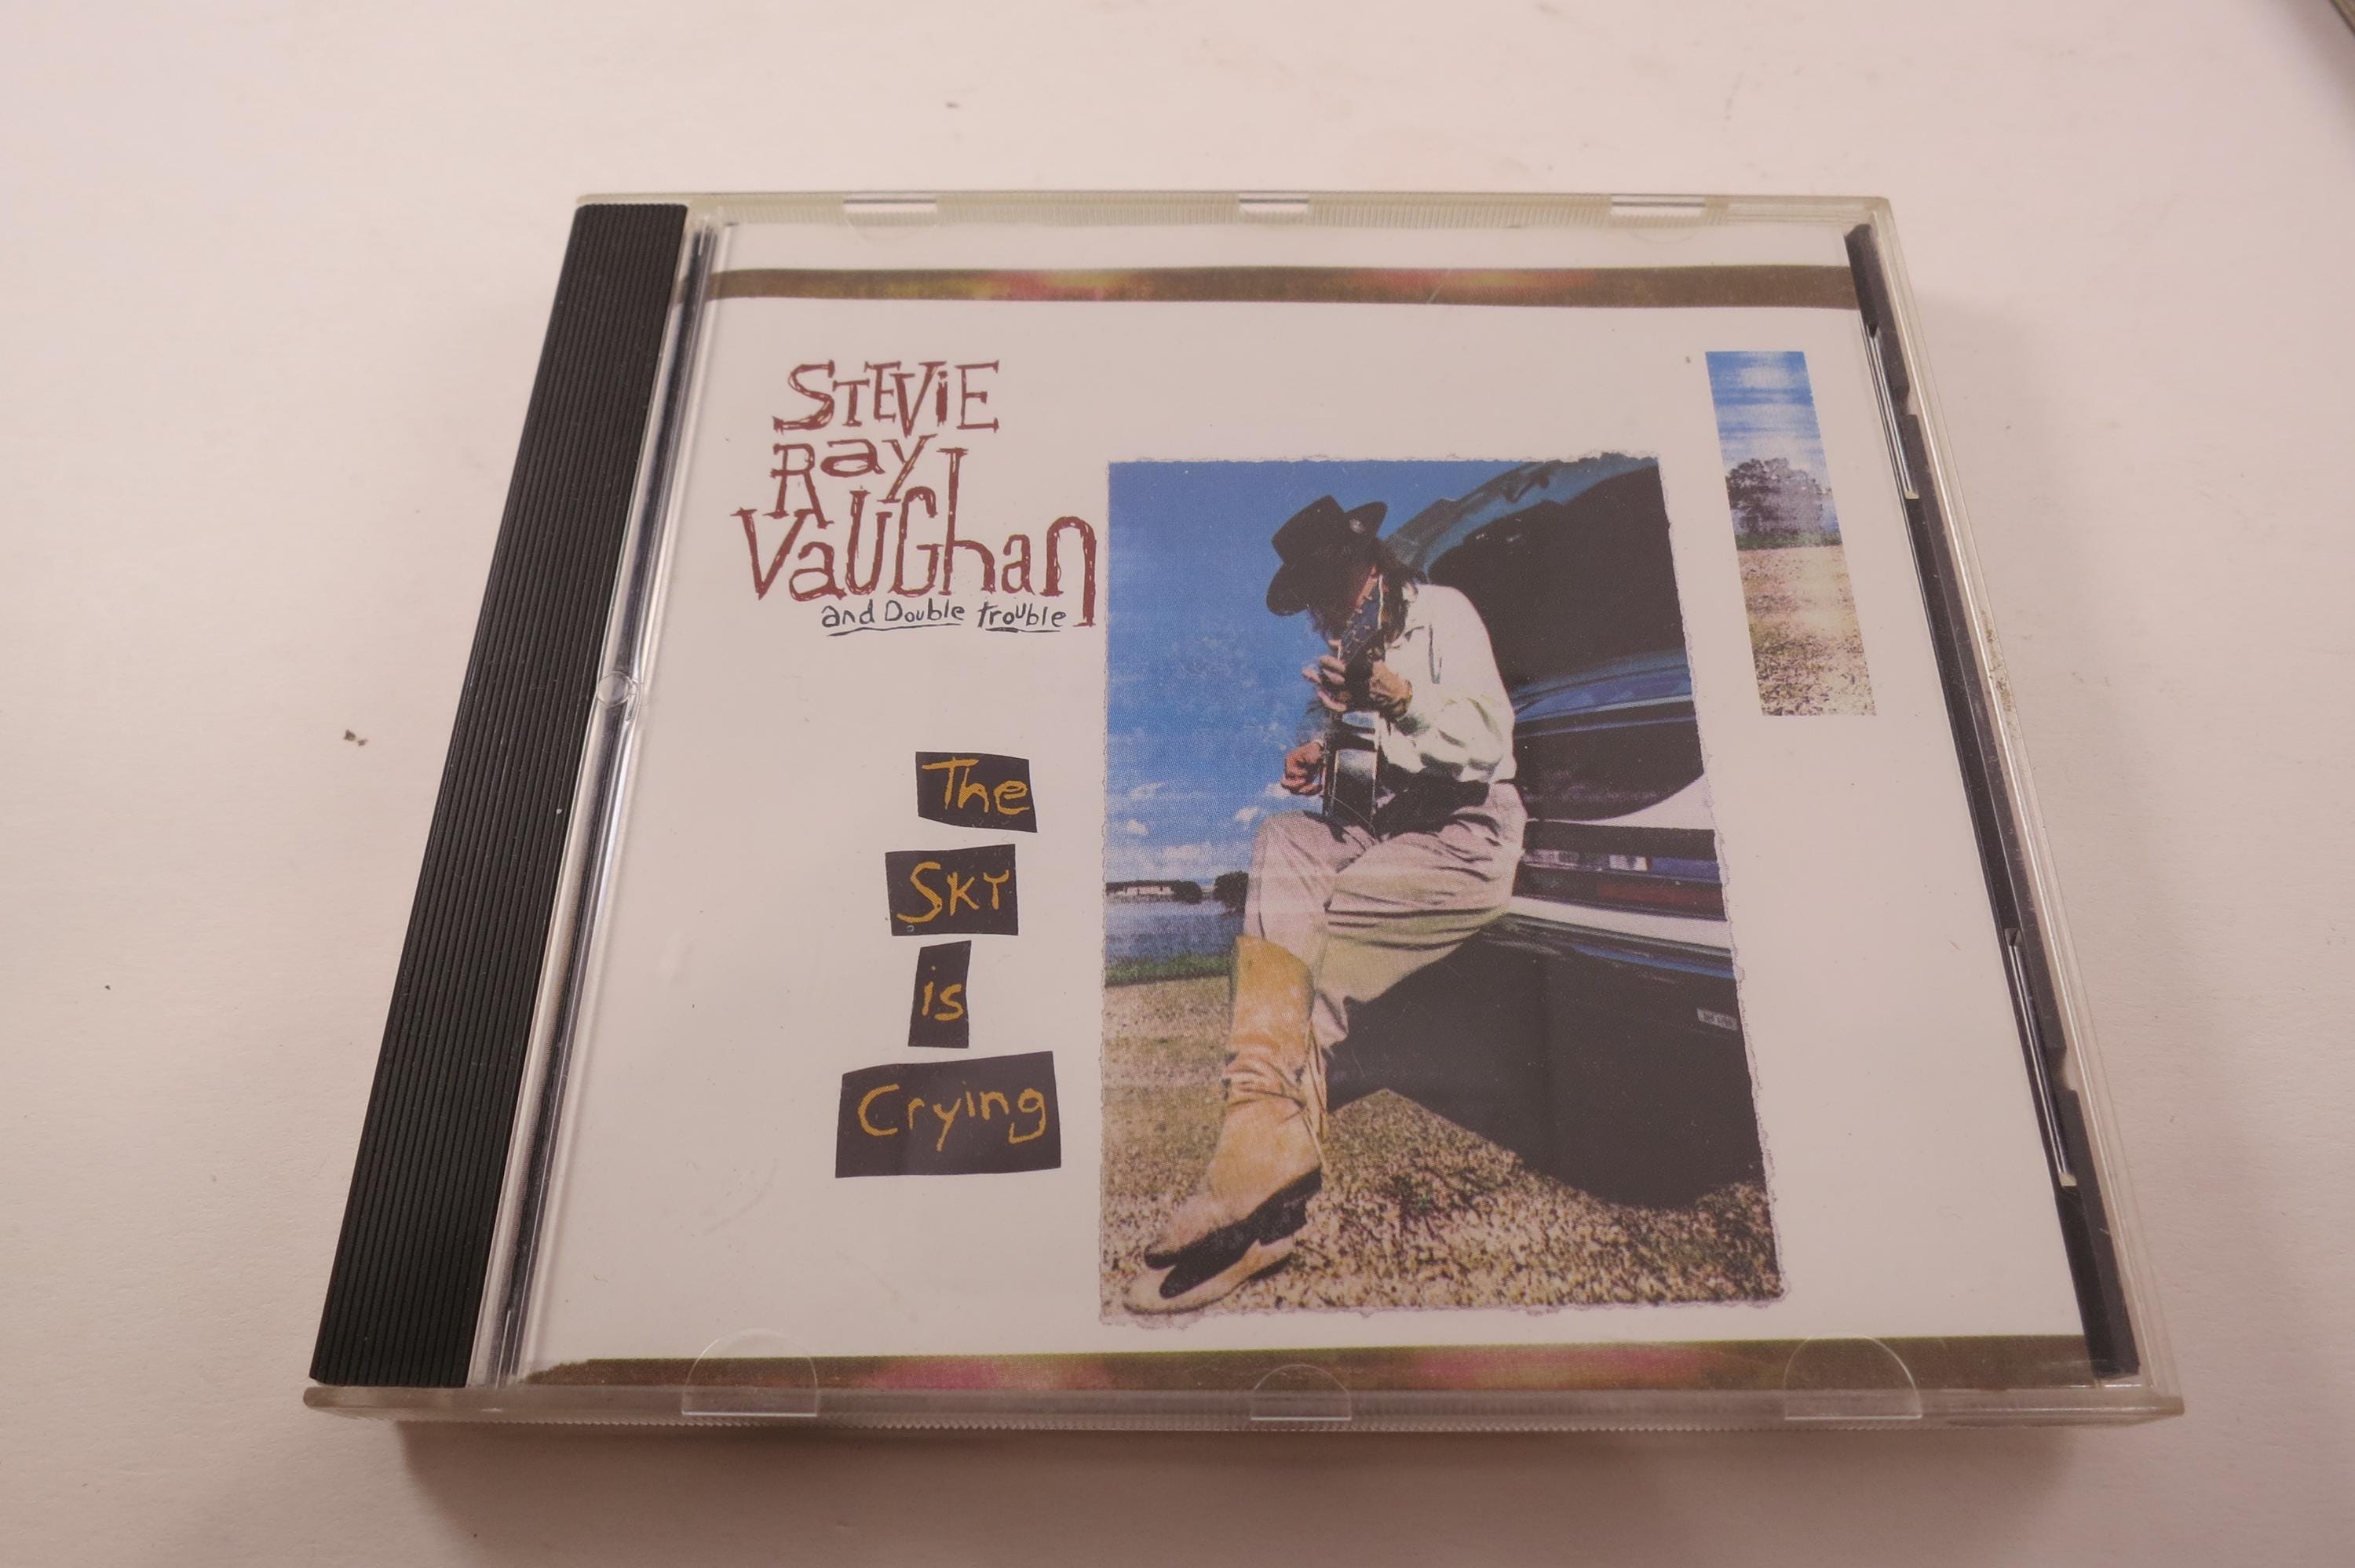 STEVIE
Ray
VaUGhan
and Double trouble
The
SKY
is
Crying